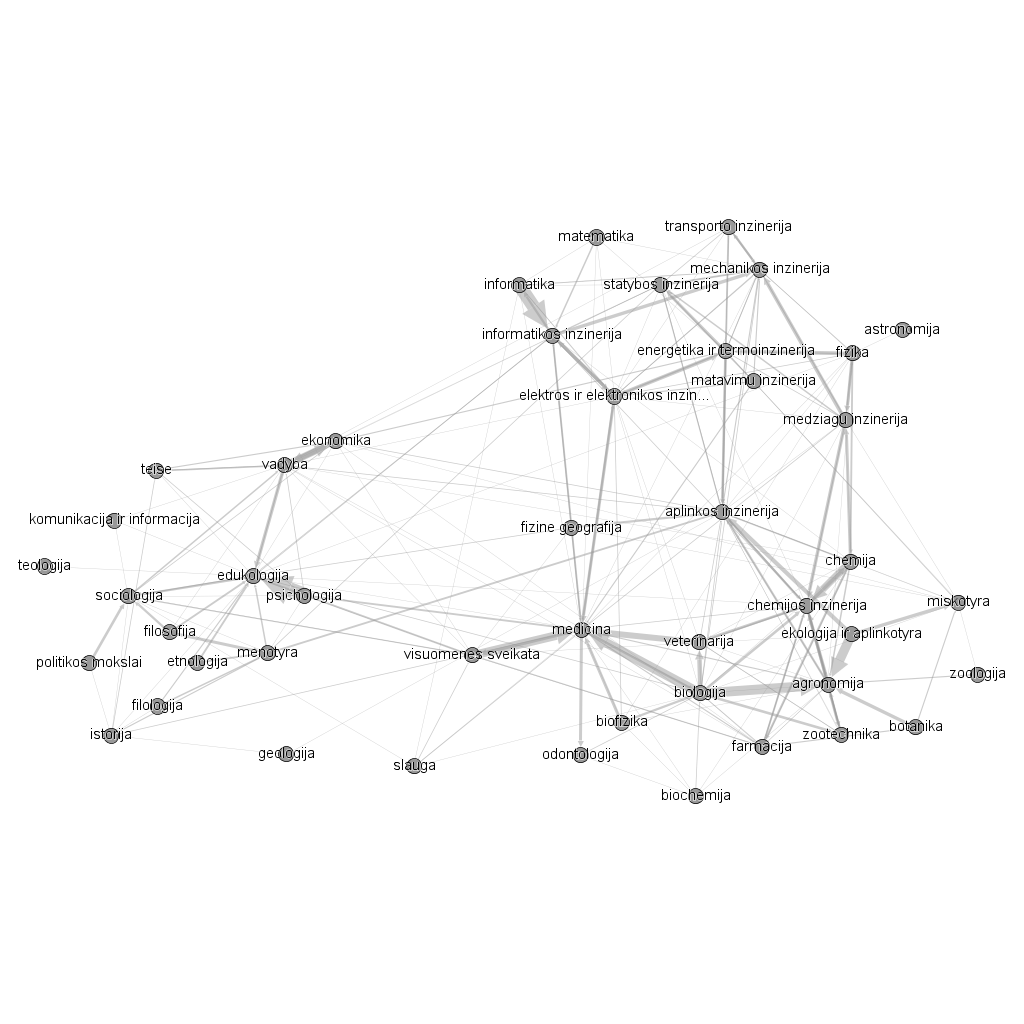 transporto inzinerija
matematika
mechanikos inzinerija
informatika
statybos inzinerija
astronomija
informatikos inzinerija
energetika ir termoinzinerija
fizika
matavimu inzinerija
elektros ir elektronikos inzin...
medziagu inzinerija
ekonomika
vadyba
teise
aplinkos inzinerija
komunikacija ir informacija
fizine geografija
chemija
teologija
edukologija
sociologija
psichologija
miskotyra
chemijos inzinerija
medicina
filosofija
ekologija ir aplinkotyra
veterinarija
menotyra
visuomenes sveikata
politikos mokslai
etnologija
zoologija
agronomija
biologija
filologija
biofizika
botanika
istorija
zootechnika
farmacija
geologija
odontologija
slauga
biochemija